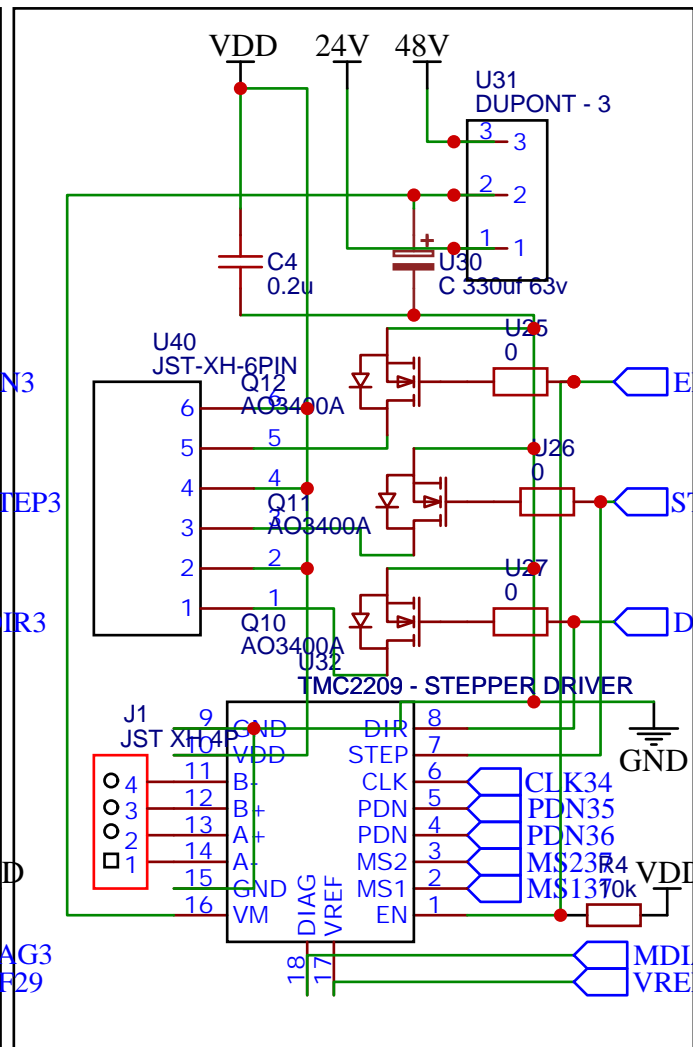 VDD 24V 48V
U31
DUPONT - 3
3 3
2 2
1 1
C4
0.2u
+
U30
C 330uf 63v
U40
JST-XH-6PIN
U25
0
N3
Q12
AO3400A
E
6 6
5 5
U26
0
4 4
TEP3
Q11
AO3400A
ST
3 3
2 2
U27
0
1 1
IR3
Q10
AO3400A
D
U32
TMC2209 - STEPPER DRIVER
J1
JST XH 4P
9 GND DIR 8
10 VDD STEP 7
GND
4 11 B- CLK 6 CLK34
3 12 B+ PDN 5 PDN35
2 13 A+ PDN 4 PDN36
1 14 A- MS2 3 MS237
R4
10k
VDD
D
15 GND MS1 2 MS137
16 VM EN 1
DIAG VREF
18 17
AG3 MDI
F29 VRE